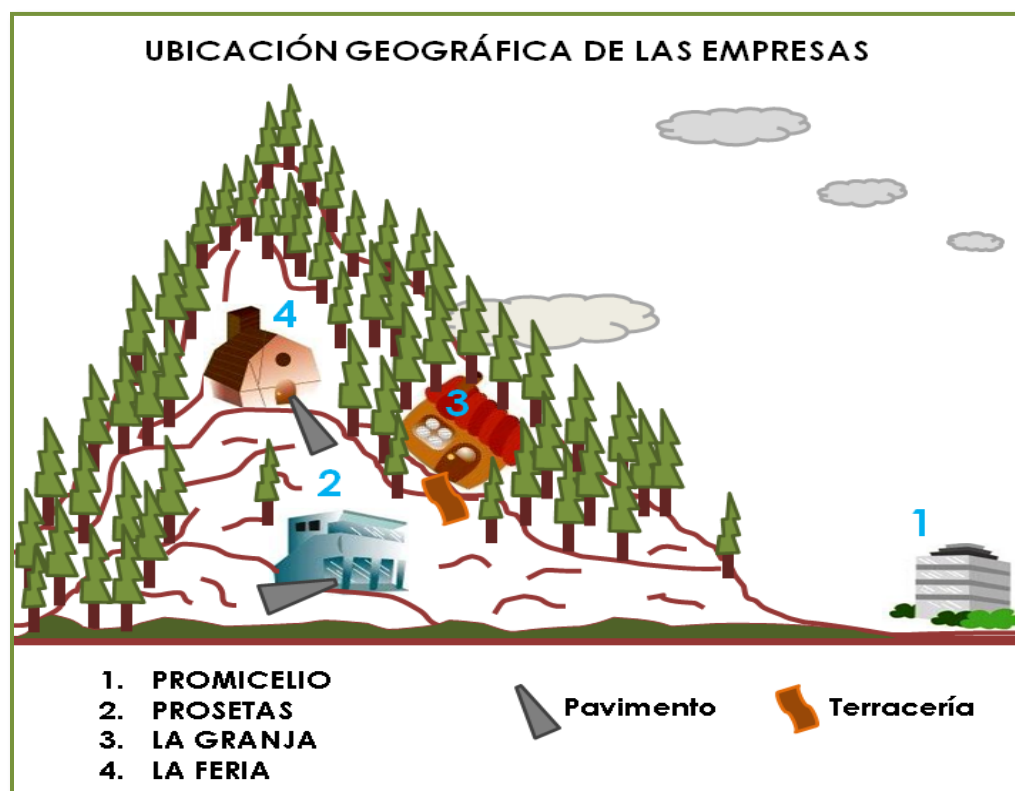 UBICACIÓN GEOGRÁFICA DE LAS EMPRESAS
4
3
2
1
1. PROMICELIO
2. PROSETAS
3. LA GRANJA
4. LA FERIA
Pavimento
Terracería